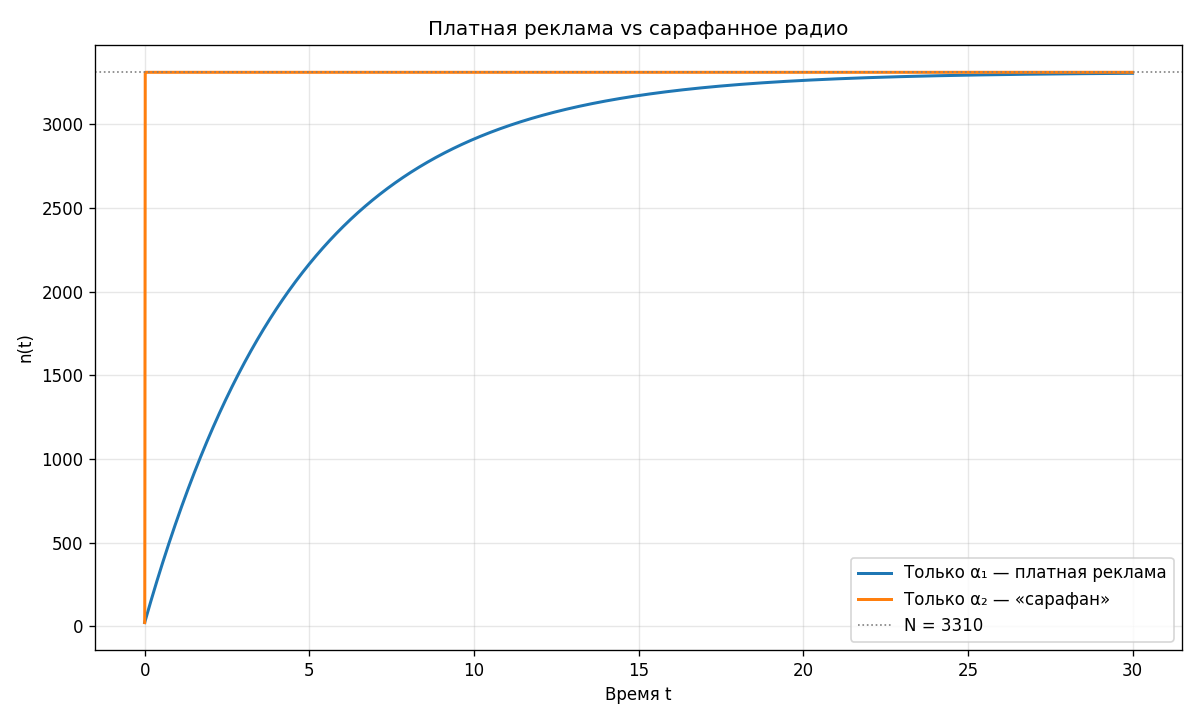 Платная реклама vs сарафанное радио
n(t)
3000
2500
2000
1500
1000
500
0
0 5 10 15 20 25 30
Время t
Только α₁ — платная реклама
Только α₂ — «сарафан»
N = 3310